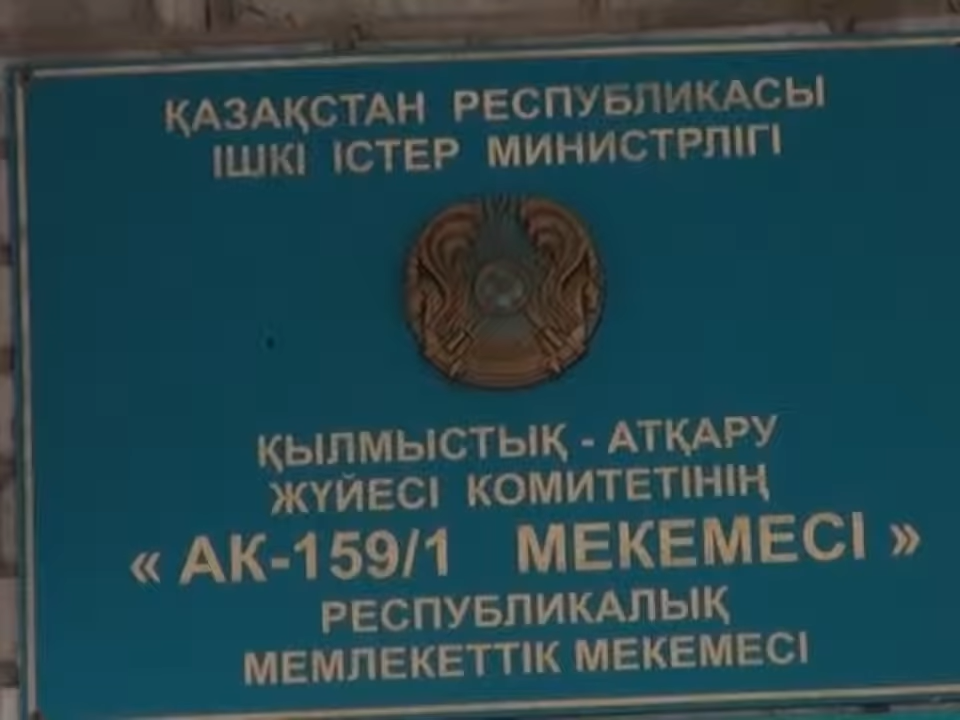 ҚАЗАҚСТАН РЕСПУБЛИКАСЫ
ІШКІ ІСТЕР МИНИСТРЛІГІ
ҚЫЛМЫСТЫҚ - АТҚАРУ
ЖҮЙЕСІ КОМИТЕТІНІҢ
« АК-159/1 МЕКЕМЕСІ »
РЕСПУБЛИКАЛЫҚ
МЕМЛЕКЕТТІК МЕКЕМЕСІ